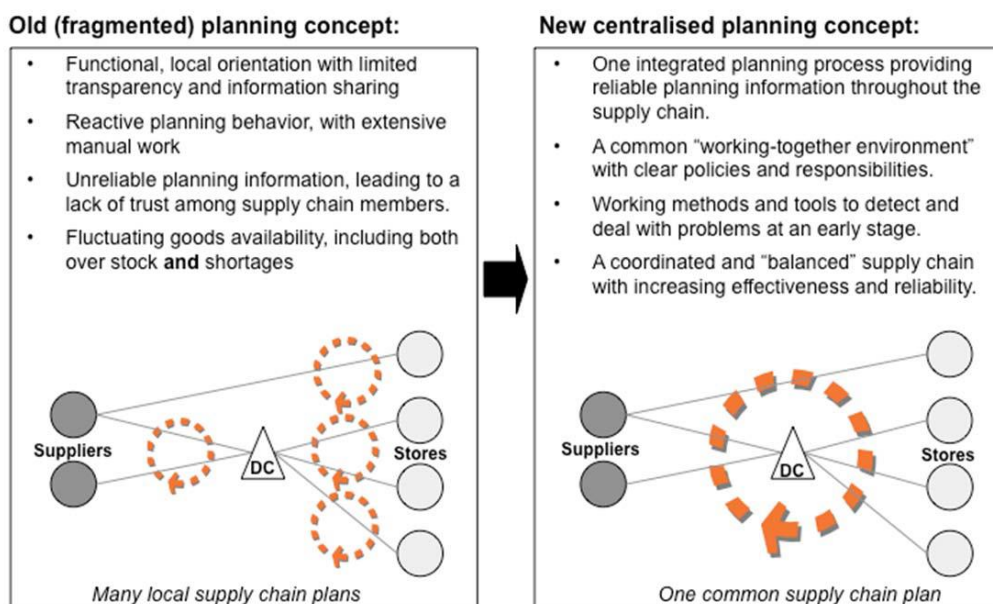 Old (fragmented) planning concept:
• Functional, local orientation with limited
transparency and information sharing
• Reactive planning behavior, with extensive
manual work
• Unreliable planning information, leading to a
lack of trust among supply chain members.
• Fluctuating goods availability, including both
over stock and shortages
Suppliers
DC
Stores
Many local supply chain plans
New centralised planning concept:
• One integrated planning process providing
reliable planning information throughout the
supply chain.
• A common “working-together environment”
with clear policies and responsibilities.
• Working methods and tools to detect and
deal with problems at an early stage.
• A coordinated and “balanced” supply chain
with increasing effectiveness and reliability.
Suppliers
DC
Stores
One common supply chain plan